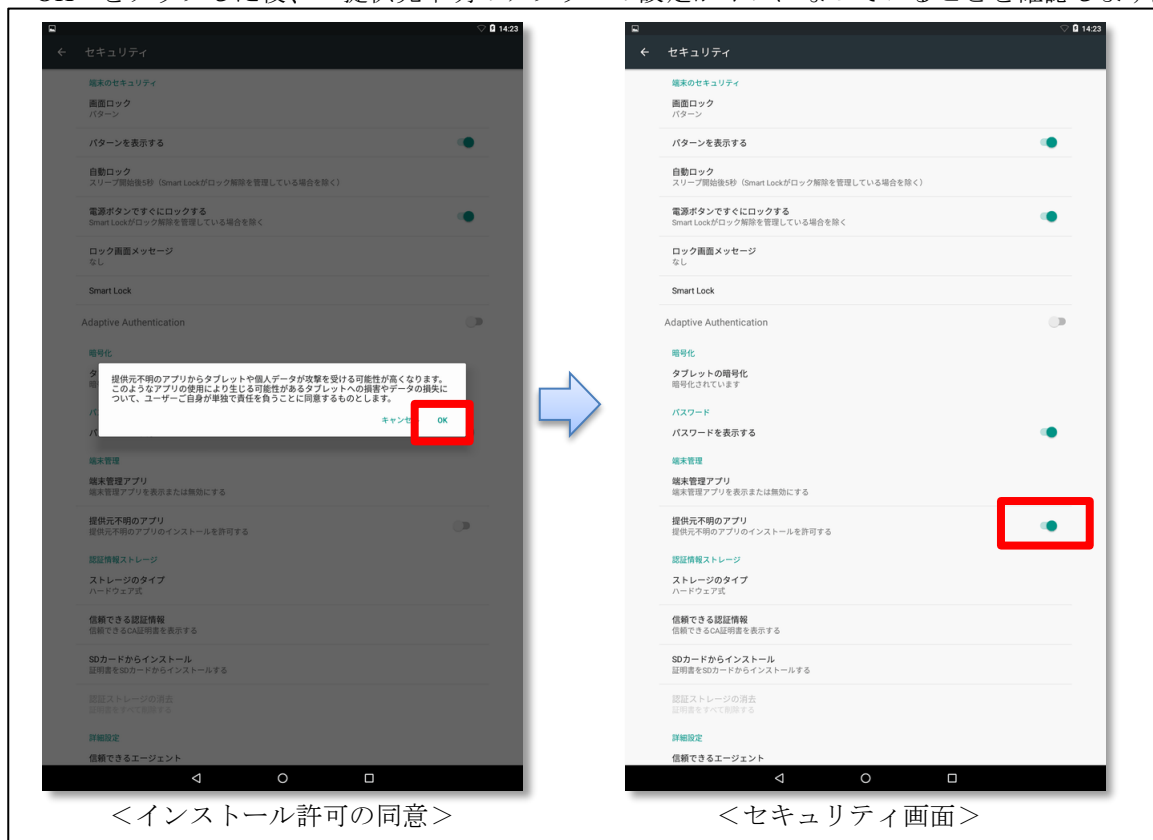 14:23
セキュリティ
端末のセキュリティ
画面ロック
パターン
パターンを表示する
自動ロック
スリープ開始後5秒（Smart Lockがロック解除を管理している場合を除く）
電源ボタンですぐにロックする
Smart Lockがロック解除を管理している場合を除く
ロック画面メッセージ
なし
Smart Lock
Adaptive Authentication
暗号化
提供元不明のアプリからタブレットや個人データが攻撃を受ける可能性が高くなります。
このようなアプリの使用により生じる可能性があるタブレットへの損害やデータの損失に
ついて、ユーザーご自身が単独で責任を負うことに同意するものとします。
キャンセ OK
端末管理
端末管理アプリ
端末管理アプリを表示または無効にする
提供元不明のアプリ
提供元不明のアプリのインストールを許可する
認証情報ストレージ
ストレージのタイプ
ハードウェア式
信頼できる認証情報
信頼できるCA証明書を表示する
SDカードからインストール
証明書をSDカードからインストールする
認証ストレージの消去
証明書をすべて削除する
詳細設定
信頼できるエージェント
＜インストール許可の同意＞
14:23
セキュリティ
端末のセキュリティ
画面ロック
パターン
パターンを表示する
自動ロック
スリープ開始後5秒（Smart Lockがロック解除を管理している場合を除く）
電源ボタンですぐにロックする
Smart Lockがロック解除を管理している場合を除く
ロック画面メッセージ
なし
Smart Lock
Adaptive Authentication
暗号化
タブレットの暗号化
暗号化されています
パスワード
パスワードを表示する
端末管理
端末管理アプリ
端末管理アプリを表示または無効にする
提供元不明のアプリ
提供元不明のアプリのインストールを許可する
認証情報ストレージ
ストレージのタイプ
ハードウェア式
信頼できる認証情報
信頼できるCA証明書を表示する
SDカードからインストール
証明書をSDカードからインストールする
認証ストレージの消去
証明書をすべて削除する
詳細設定
信頼できるエージェント
＜セキュリティ画面＞